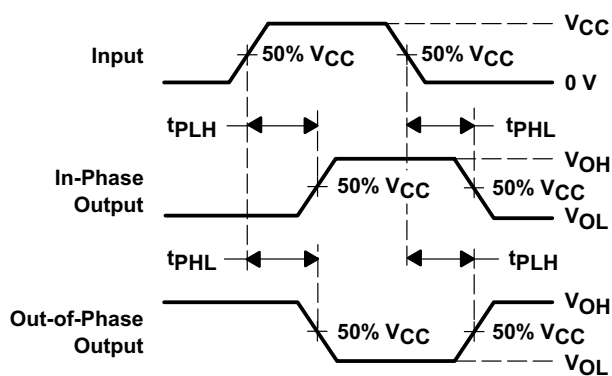 VCC
Input
50% VCC
50% VCC
0 V
tPLH
tPHL
VOH
In-Phase
Output
50% VCC
50% VCC
VOL
tPHL
tPLH
VOH
Out-of-Phase
Output
50% VCC
50% VCC
VOL